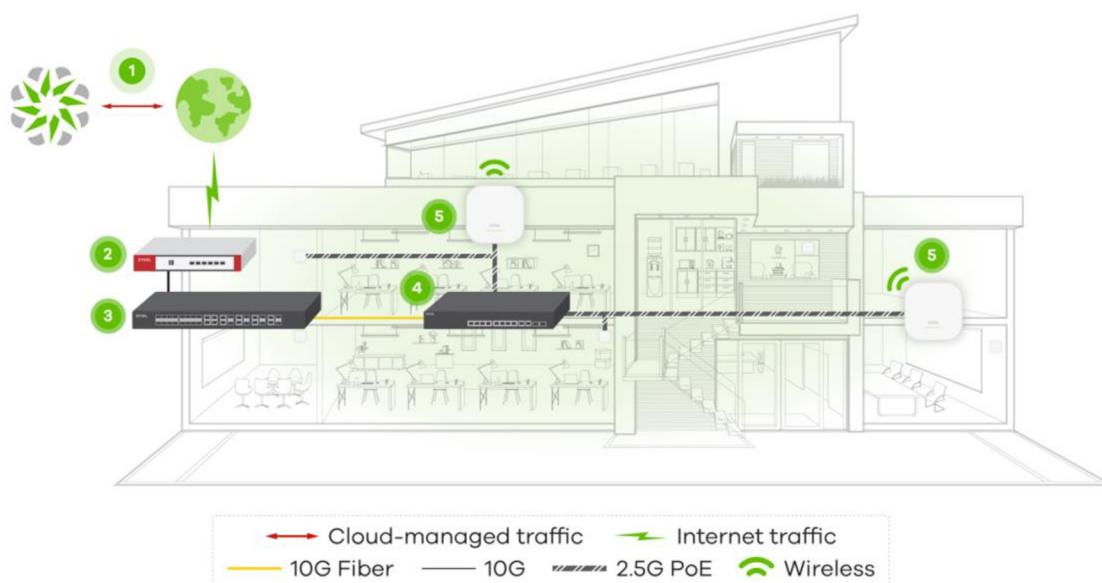 1
5
2
5
4
3
Cloud-managed traffic
Internet traffic
10G Fiber
10G
2.5G PoE
Wireless